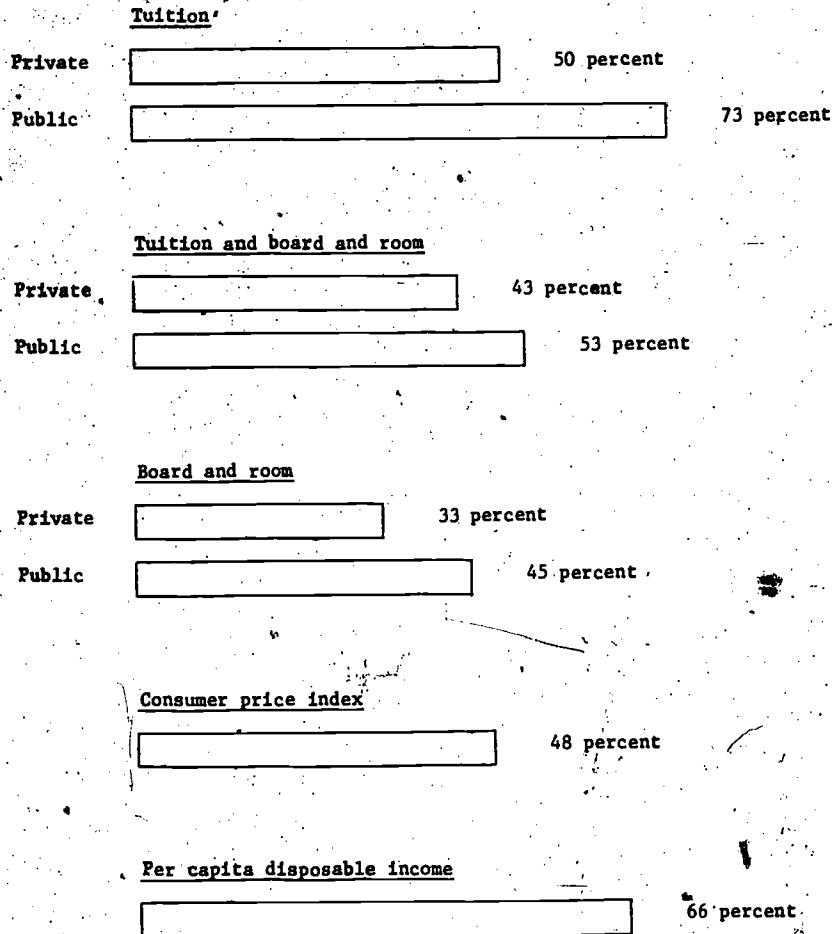 Tuition
Private 50 percent
Public 73 percent
Tuition and board and room
Private 43 percent
Public 53 percent
Board and room
Private 33 percent
Public 45 percent
Consumer price index
48 percent
Per capita disposable income
66 percent